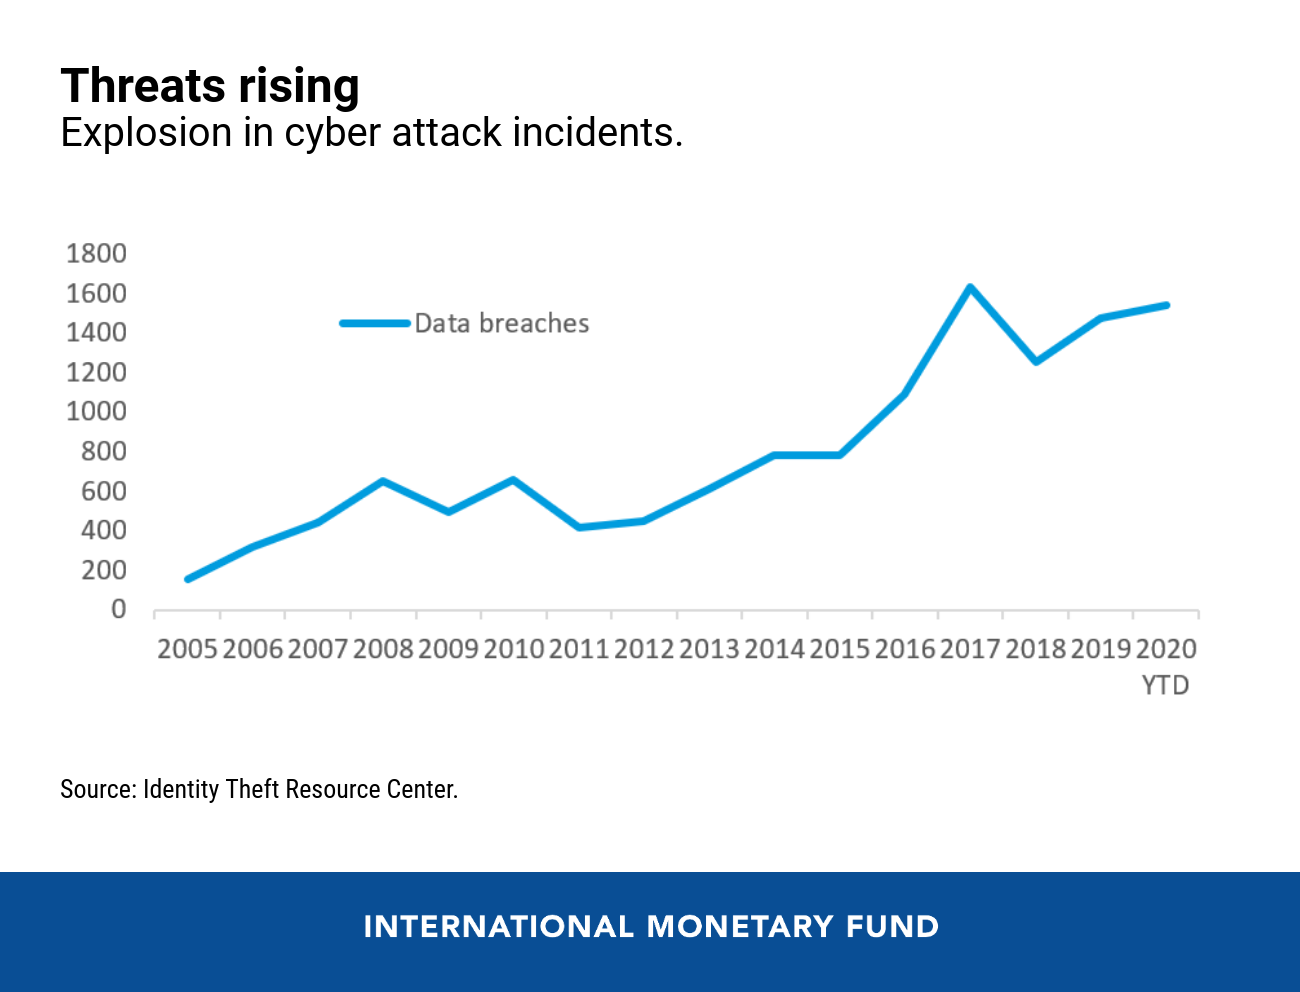 Threats rising
Explosion in cyber attack incidents.
1800
1600
1400
1200
1000
800
600
400
200
0
Data breaches
2005 2006 2007 2008 2009 2010 2011 2012 2013 2014 2015 2016 2017 2018 2019 2020
YTD
Source: Identity Theft Resource Center.
INTERNATIONAL MONETARY FUND